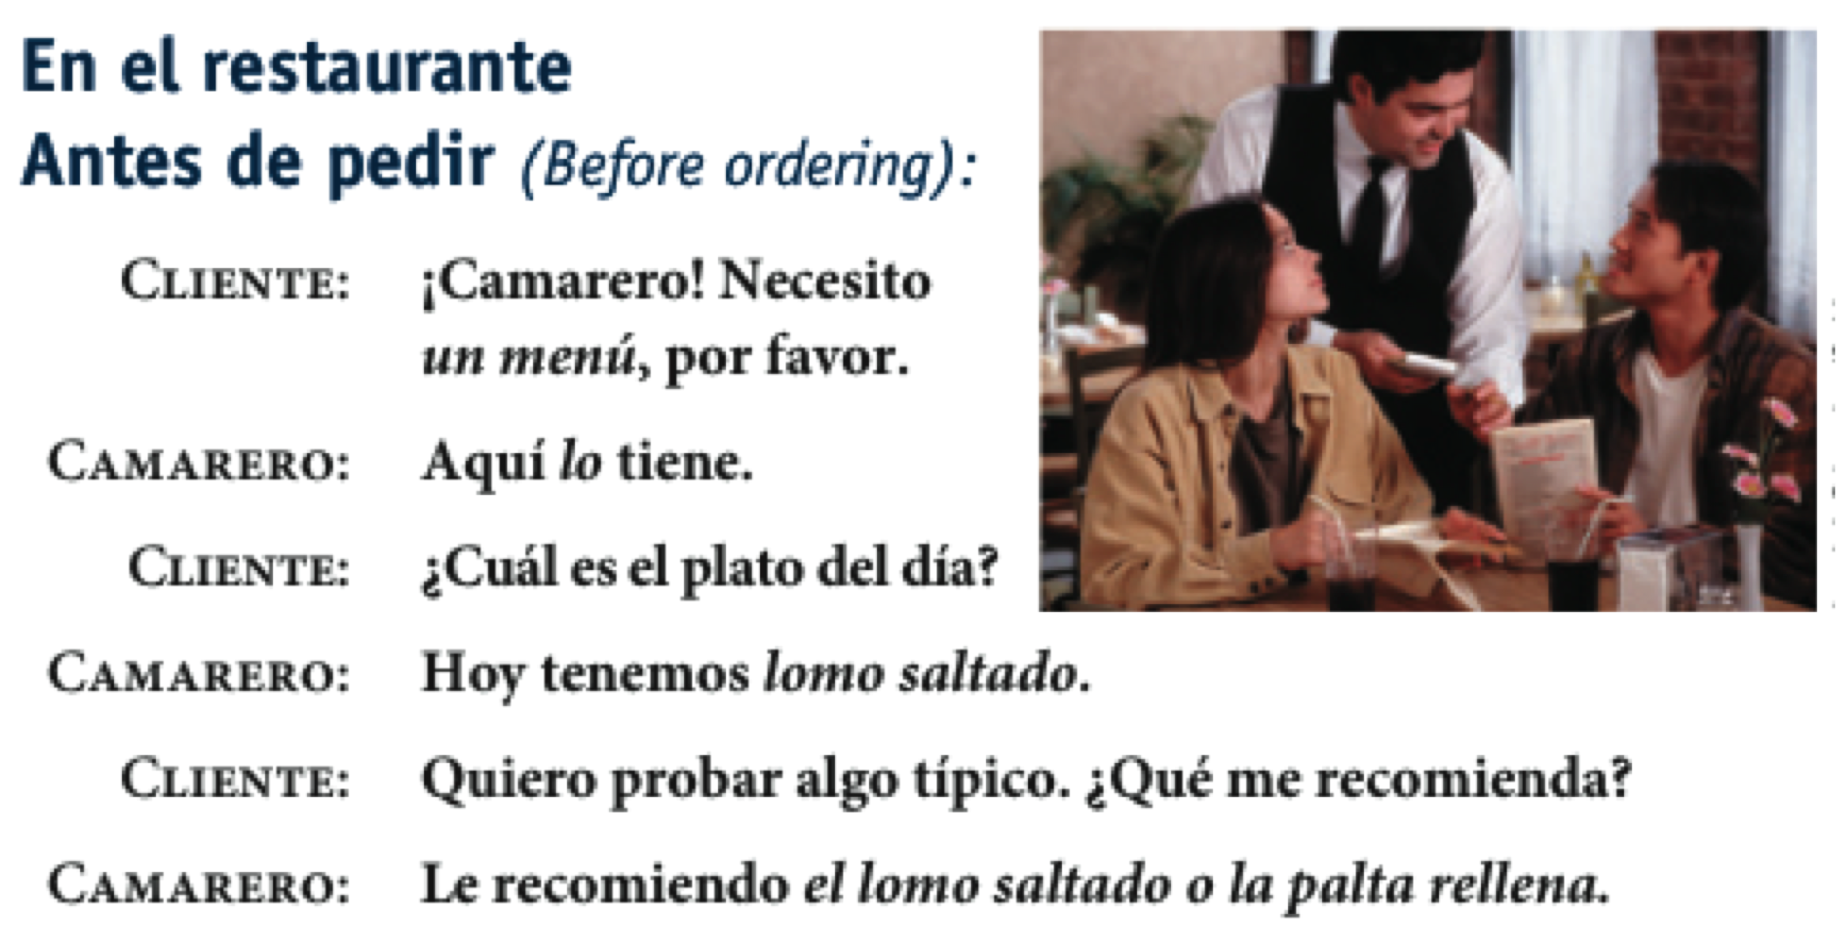 En el restaurante
Antes de pedir (Before ordering):
CLIENTE: ¡Camarero! Necesito
un menú, por favor.
CAMARERO: Aquí lo tiene.
CLIENTE: ¿Cuál es el plato del día?
CAMARERO: Hoy tenemos lomo saltado.
CLIENTE: Quiero probar algo típico. ¿Qué me recomienda?
CAMARERO: Le recomiendo el lomo saltado o la palta rellena.